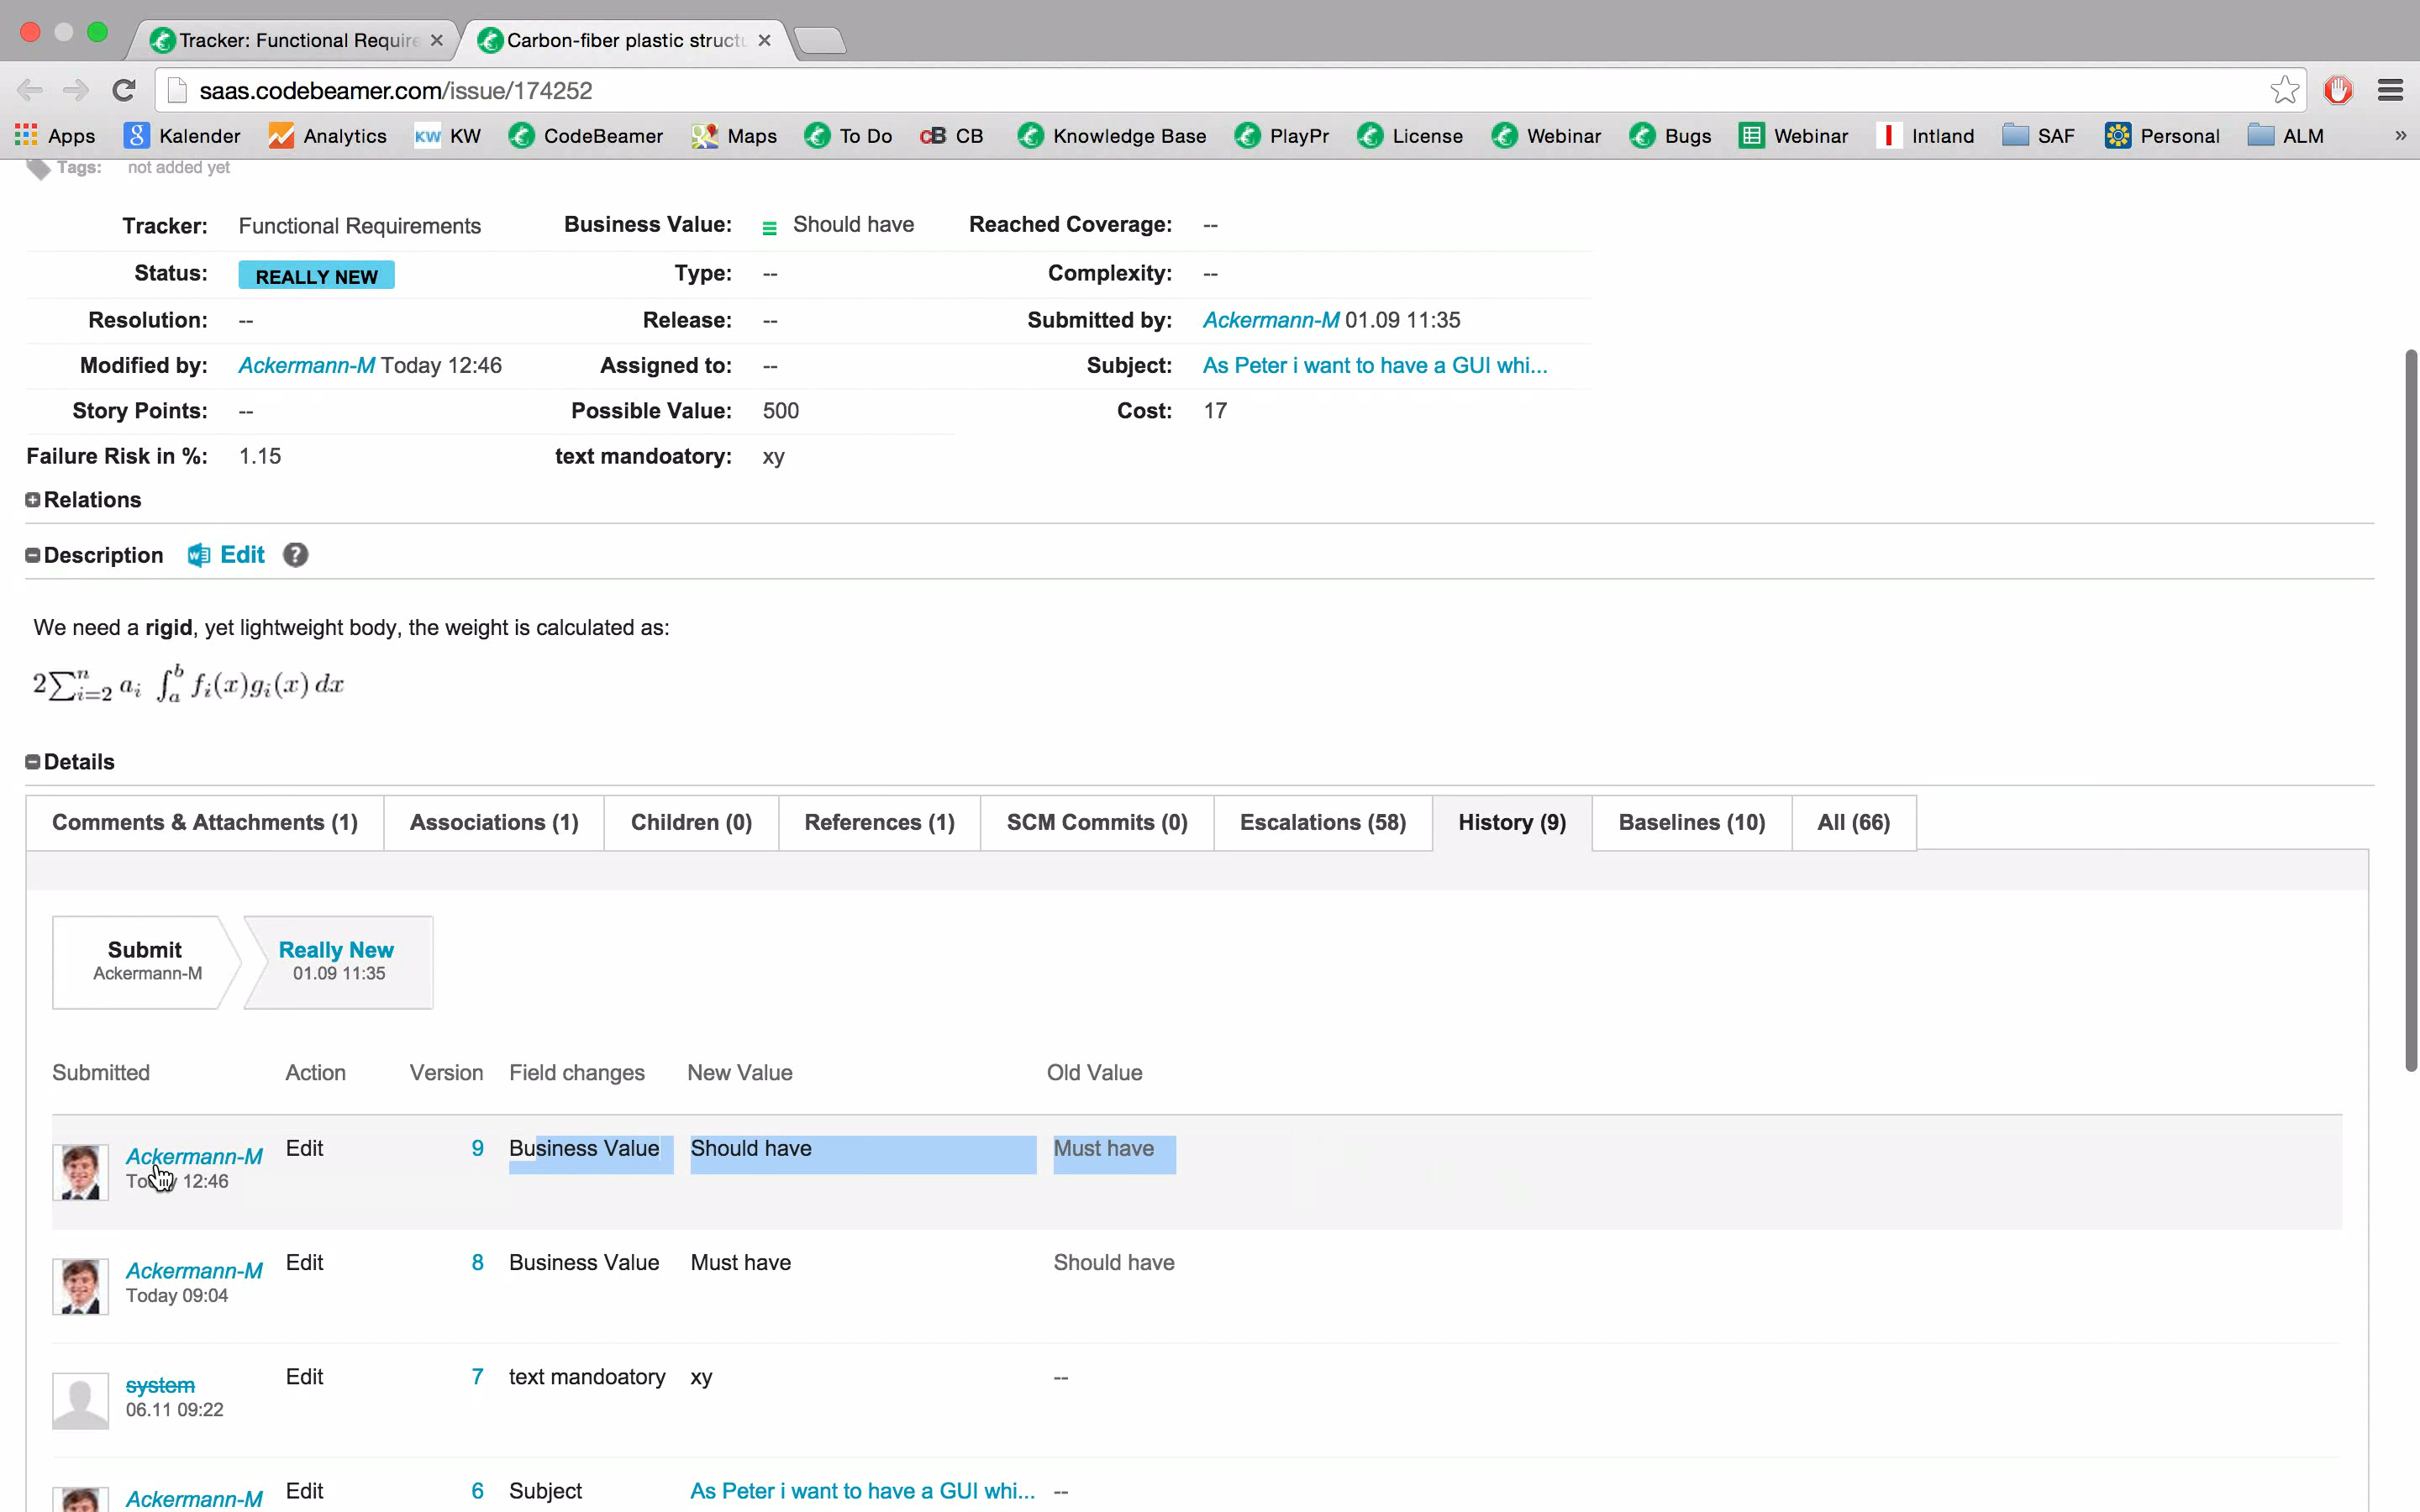 Tracker: Functional Require
Carbon-fiber plastic struct
saas.codebeamer.com/issue/174252
Apps Kalender Analytics KW KW CodeBeamer Maps To Do CB CB Knowledge Base PlayPr License Webinar Bugs Webinar Intland SAF Personal ALM »
Tags: not added yet
Tracker: Functional Requirements Business Value: Should have Reached Coverage: --
Status: REALLY NEW Type: -- Complexity: --
Resolution: -- Release: -- Submitted by: Ackermann-M 01.09 11:35
Modified by: Ackermann-M Today 12:46 Assigned to: -- Subject: As Peter i want to have a GUI whi...
Story Points: -- Possible Value: 500 Cost: 17
Failure Risk in %: 1.15 text mandoatory: xy
Relations
Description Edit ?
We need a rigid, yet lightweight body, the weight is calculated as:
2∑ⁿᵢ₌₂ aᵢ ∫ₐᵇ fᵢ(x)gᵢ(x) dx
Details
Comments & Attachments (1) Associations (1) Children (0) References (1) SCM Commits (0) Escalations (58) History (9) Baselines (10) All (66)
Submit Really New
Ackermann-M 01.09 11:35
Submitted Action Version Field changes New Value Old Value
Ackermann-M Edit 9 Business Value Should have Must have
12:46
Ackermann-M Edit 8 Business Value Must have Should have
Today 09:04
system Edit 7 text mandoatory xy --
06.11 09:22
Ackermann-M Edit 6 Subject As Peter i want to have a GUI whi... --